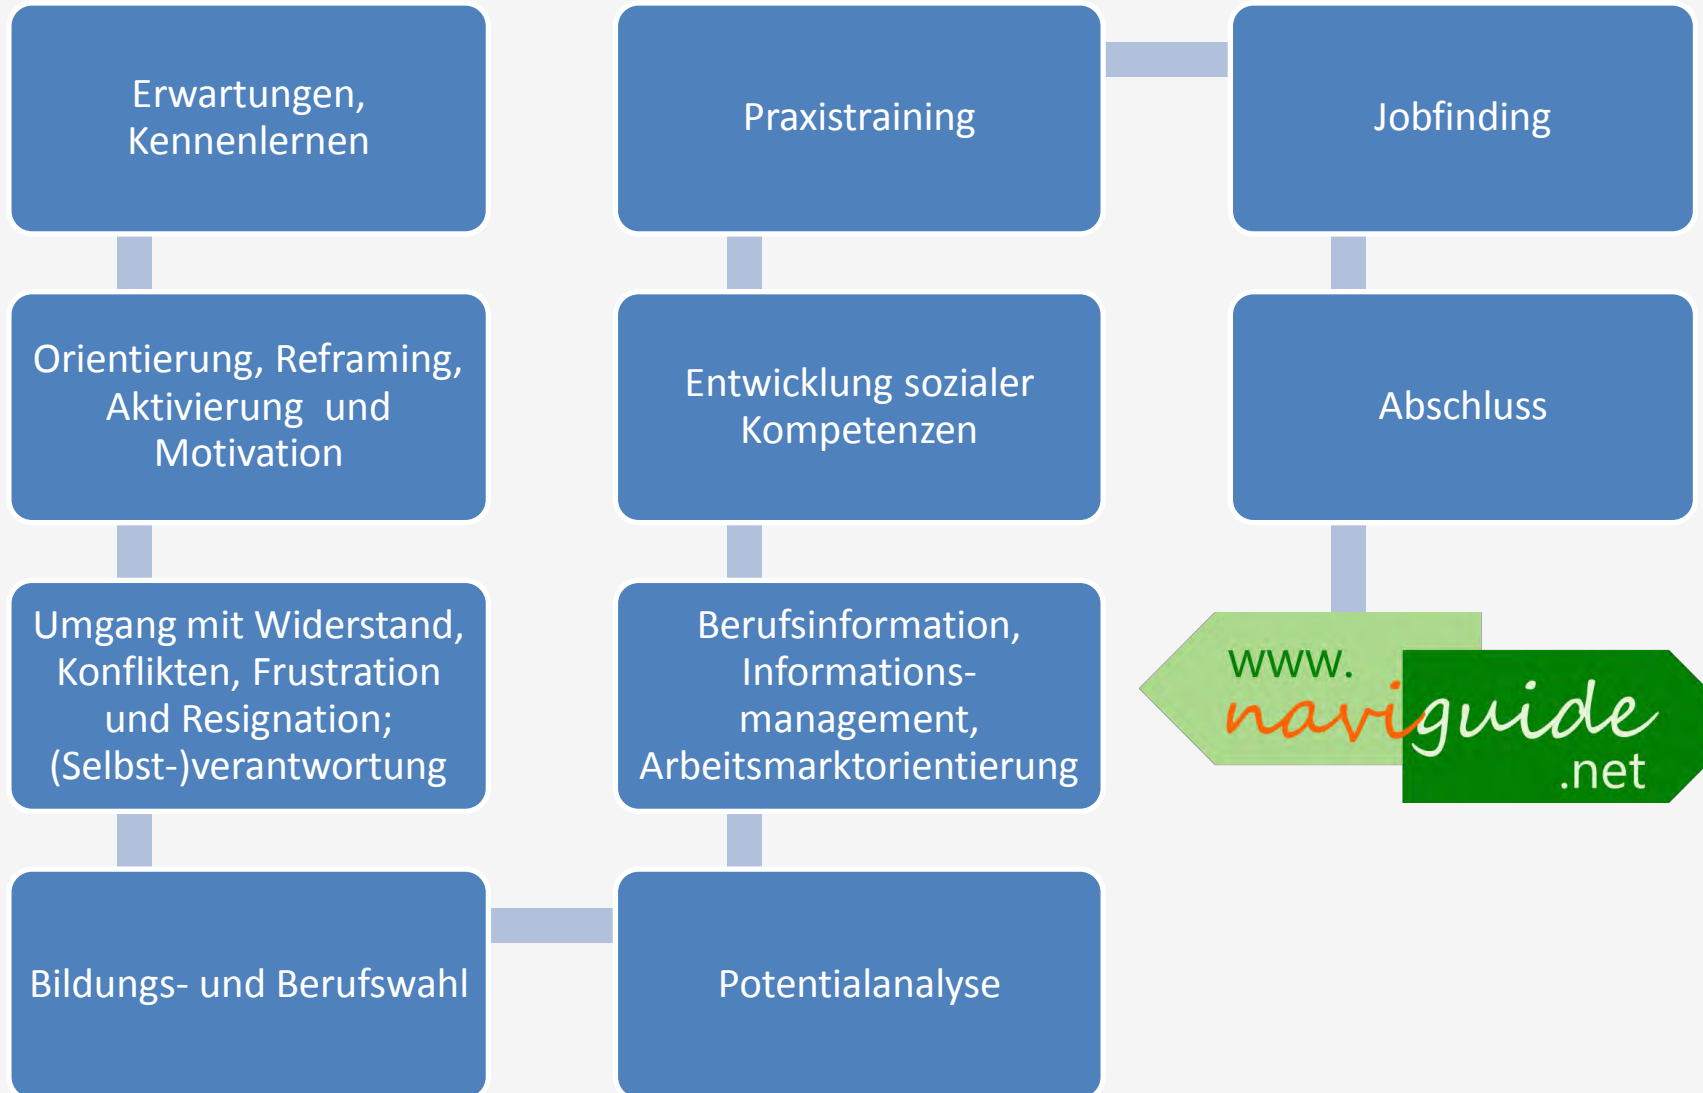 Erwartungen,
Kennenlernen
Orientierung, Reframing,
Aktivierung und
Motivation
Umgang mit Widerstand,
Konflikten, Frustration
und Resignation;
(Selbst-)verantwortung
Bildungs- und Berufswahl
Potentialanalyse
Berufsinformation,
Informations-
management,
Arbeitsmarktorientierung
Entwicklung sozialer
Kompetenzen
Praxistraining
Jobfinding
Abschluss
www.
naviguide
.net